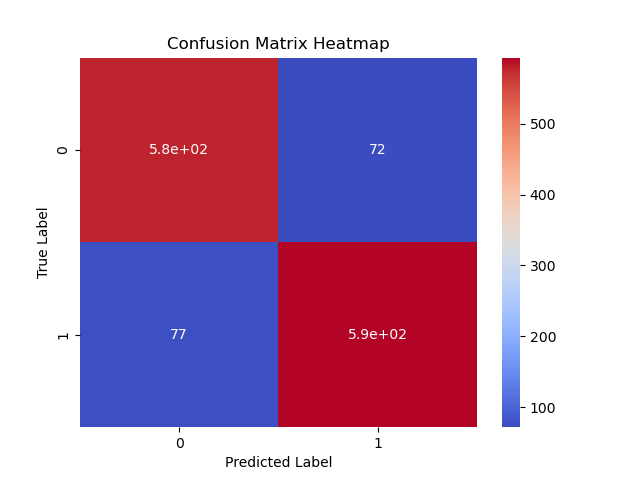 Confusion Matrix Heatmap
True Label
0
1
5.8e+02
72
77
5.9e+02
0
1
Predicted Label
500
400
300
200
100